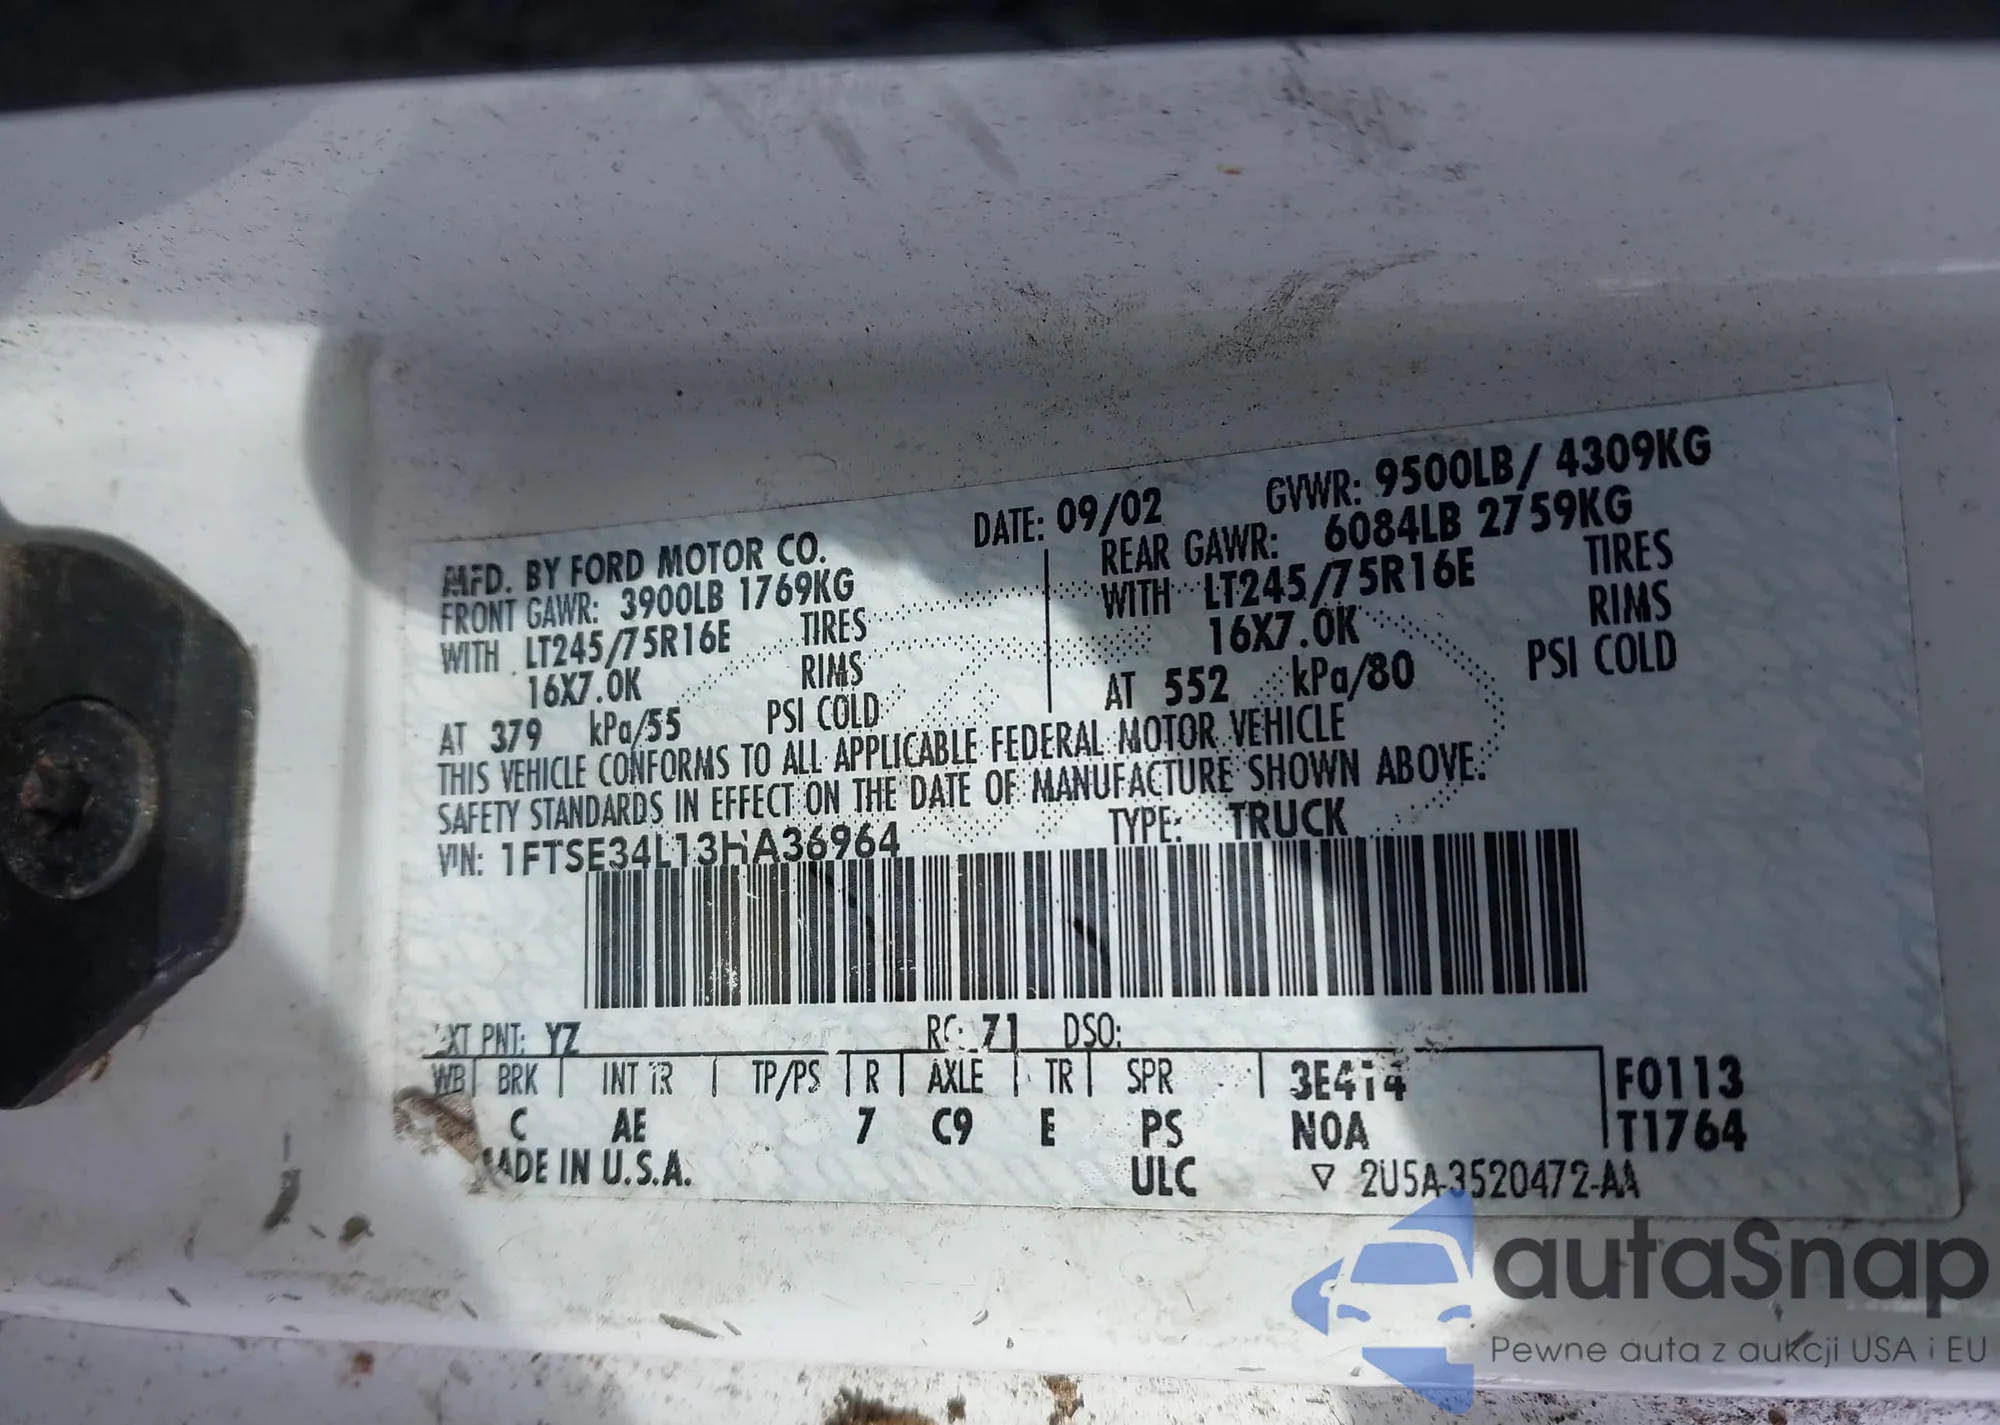 MFD. BY FORD MOTOR CO. DATE: 09/02 GVWR: 9500LB/ 4309KG
FRONT GAWR: 3900LB 1769KG REAR GAWR: 6084LB 2759KG
WITH LT245/75R16E TIRES WITH LT245/75R16E TIRES
16X7.0K RIMS 16X7.0K RIMS
AT 379 kPa/55 PSI COLD AT 552 kPa/80 PSI COLD
THIS VEHICLE CONFORMS TO ALL APPLICABLE FEDERAL MOTOR VEHICLE
SAFETY STANDARDS IN EFFECT ON THE DATE OF MANUFACTURE SHOWN ABOVE.
VIN: 1FTSE34L13HA36964 TYPE: TRUCK
EXT PNT: YZ RC: 71 DSO:
WB BRK INT TR TP/PS R AXLE TR SPR 3E414 F0113
C AE 7 C9 E PS NOA T1764
MADE IN U.S.A. ULC ▽ 2U5A-3520472-AA
autaSnap
Pewne auta z aukcji USA i EU